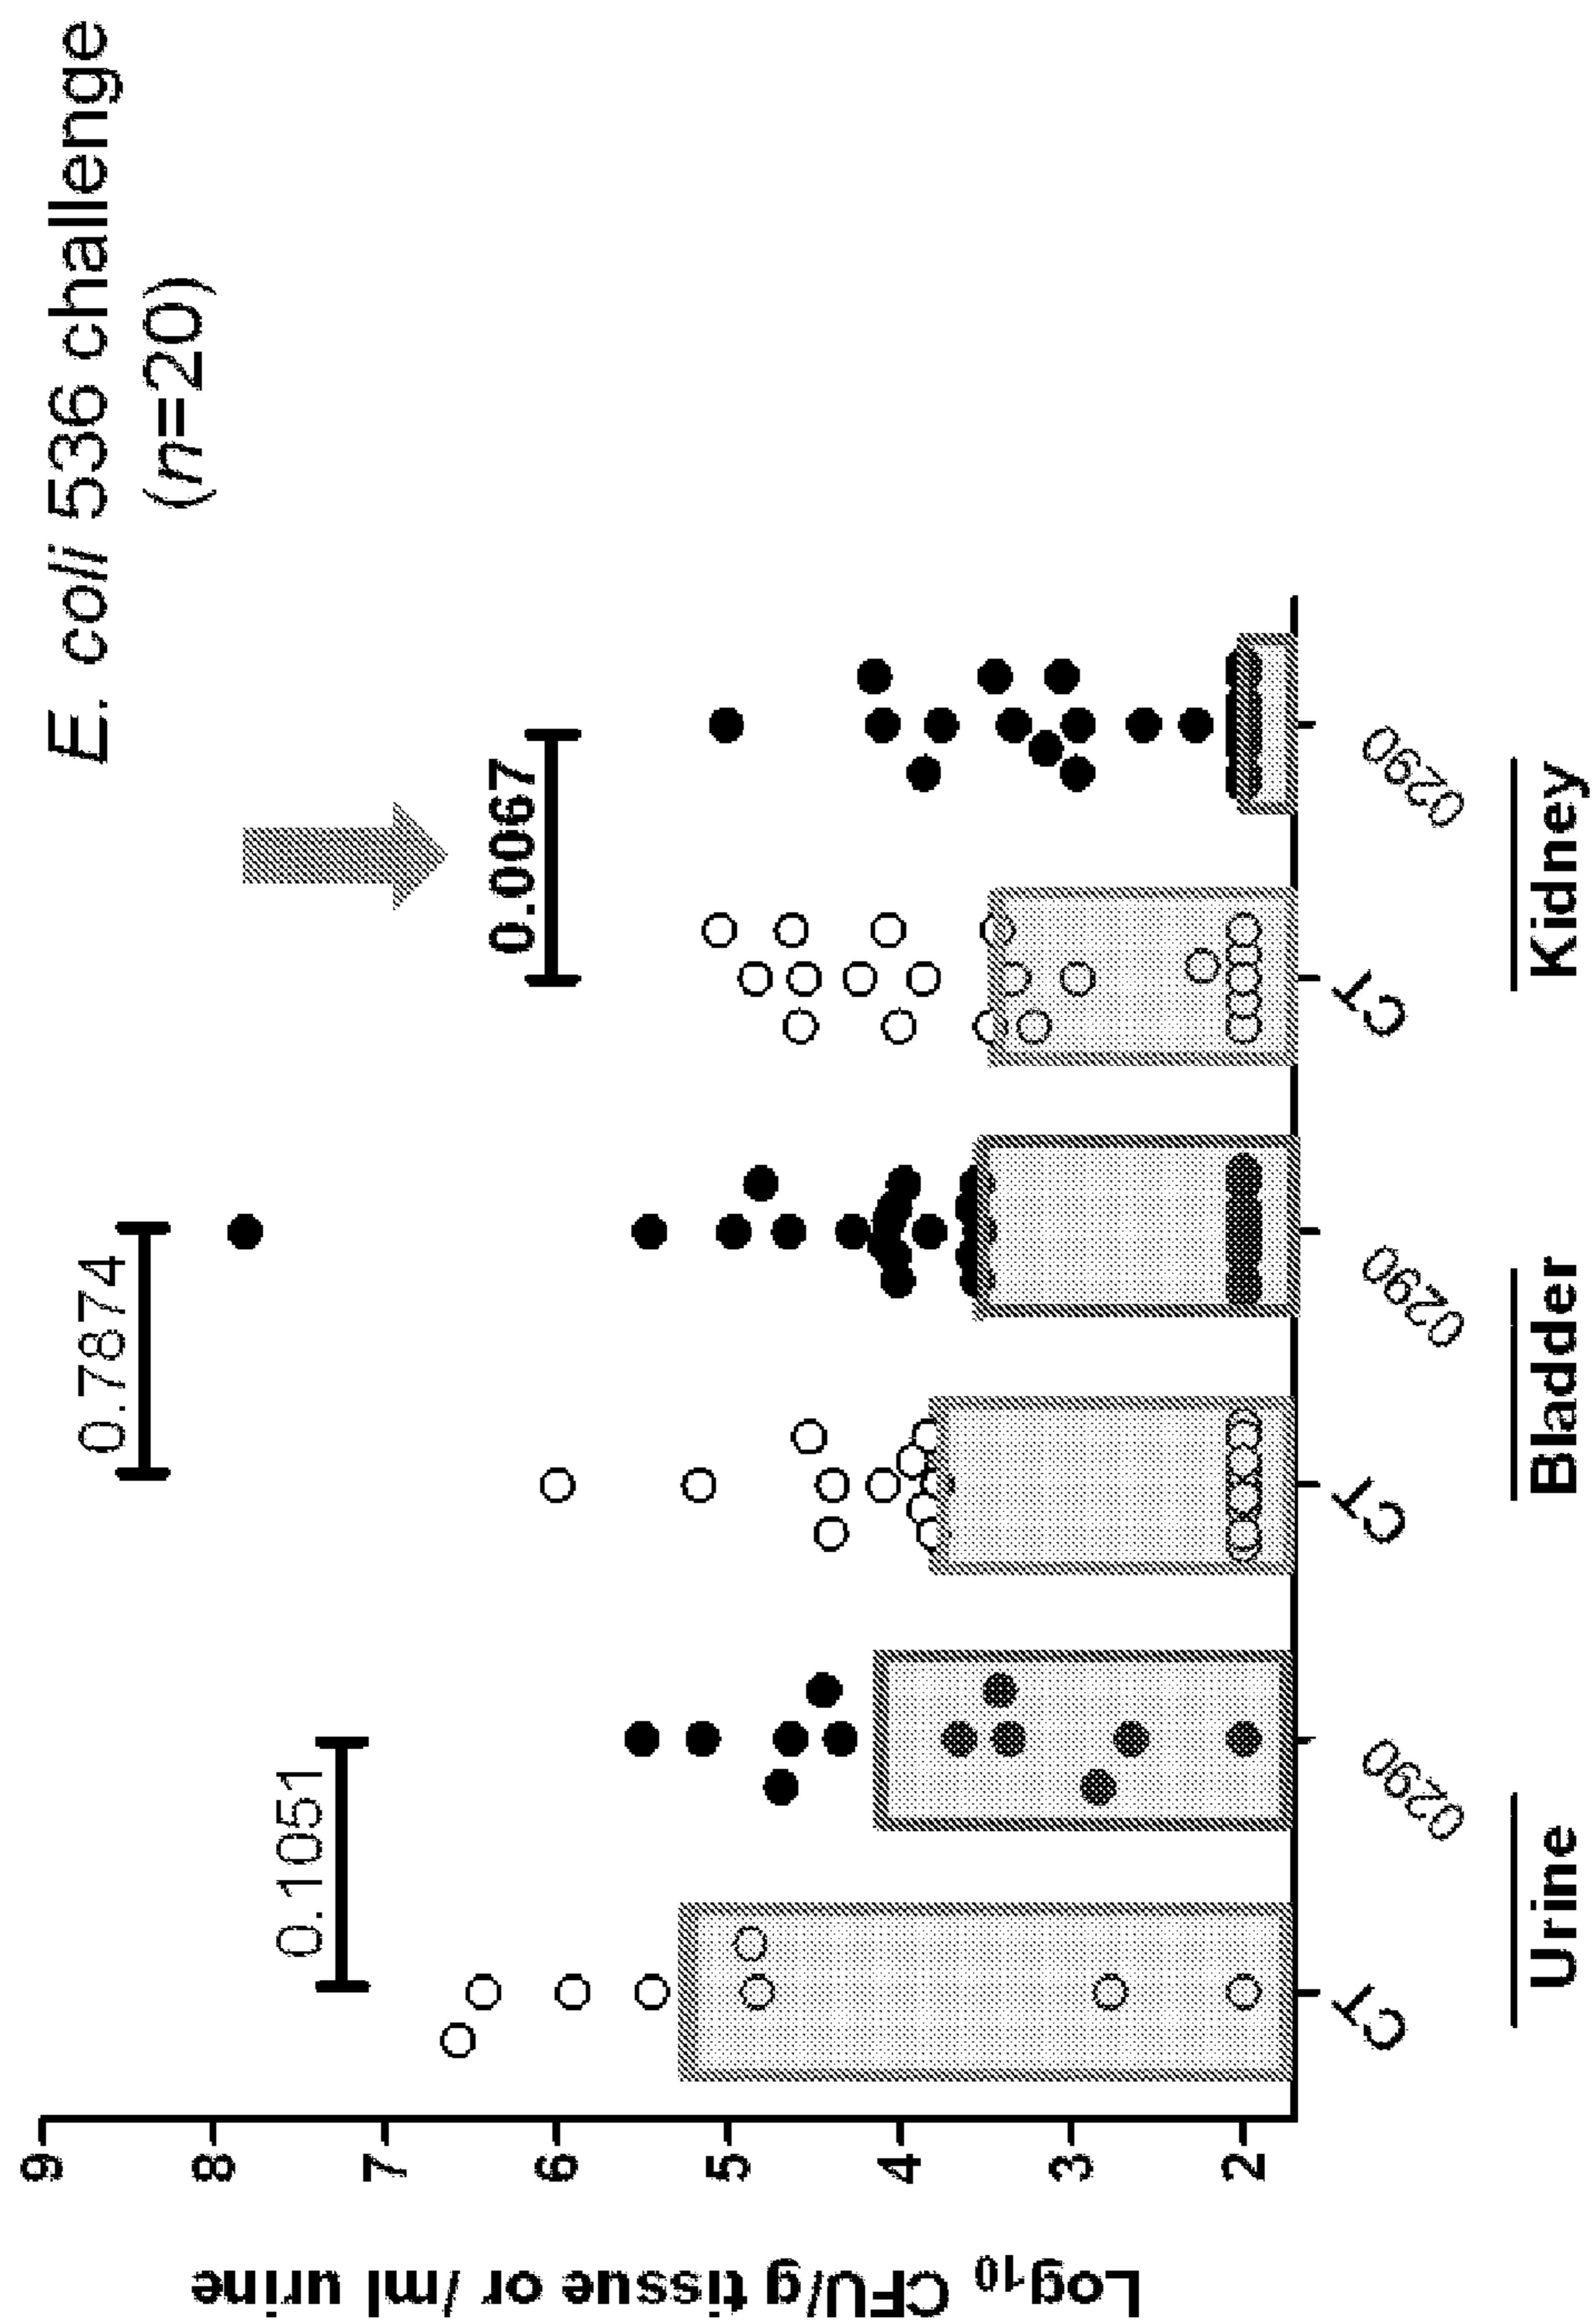 E. coli 536 challenge
(n=20)
0.1051
0.7874
0.0067
Log10 CFU/g tissue or /ml urine
9
8
7
6
5
4
3
2
CT
0290
CT
0290
CT
0290
Urine
Bladder
Kidney